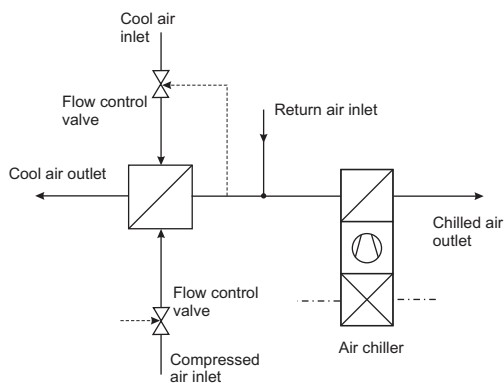 Cool air
inlet
Flow control
valve
Return air inlet
Cool air outlet
Chilled air
outlet
Flow control
valve
Air chiller
Compressed
air inlet